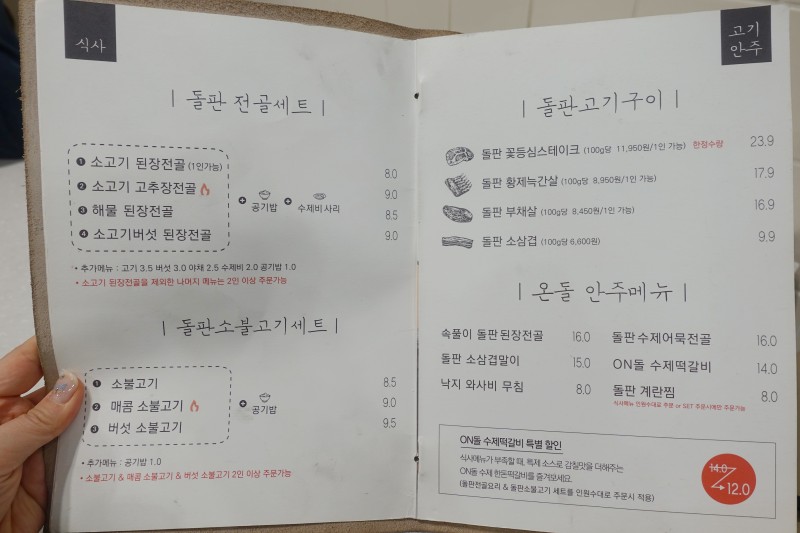 식사
돌판 전골세트
❶ 소고기 된장전골 (1인가능) 8.0
❷ 소고기 고추장전골 9.0
❸ 해물 된장전골 8.5
❹ 소고기버섯 된장전골 9.0
+ 공기밥 + 수제비 사리
• 추가메뉴 : 고기 3.5 버섯 3.0 야채 2.5 수제비 2.0 공기밥 1.0
• 소고기 된장전골을 제외한 나머지 메뉴는 2인 이상 주문가능
돌판소불고기세트
❶ 소불고기 8.5
❷ 매콤 소불고기 9.0
❸ 버섯 소불고기 9.5
+ 공기밥
• 추가메뉴 : 공기밥 1.0
• 소불고기 & 매콤 소불고기 & 버섯 소불고기 2인 이상 주문가능
고기
안주
돌판고기구이
돌판 꽃등심스테이크 (100g당 11,950원/1인 가능) 한정수량 23.9
돌판 황제늑간살 (100g당 8,950원/1인 가능) 17.9
돌판 부채살 (100g당 8,450원/1인 가능) 16.9
돌판 소삼겹 (100g당 6,600원) 9.9
온돌 안주메뉴
속풀이 돌판 된장전골 16.0
돌판 소삼겹말이 15.0
낙지 와사비 무침 8.0
돌판 수제어묵전골 16.0
ON돌 수제떡갈비 14.0
돌판 계란찜 8.0
식사메뉴 인원수대로 주문 or SET 주문시에만 주문가능
ON돌 수제떡갈비 특별 할인
식사메뉴가 부족할 때, 특제 소스로 감칠맛을 더해주는
ON돌 수제 한돈떡갈비를 즐겨보세요.
(돌판전골요리 & 돌판소불고기 세트를 인원수대로 주문시 적용)
14.0
12.0